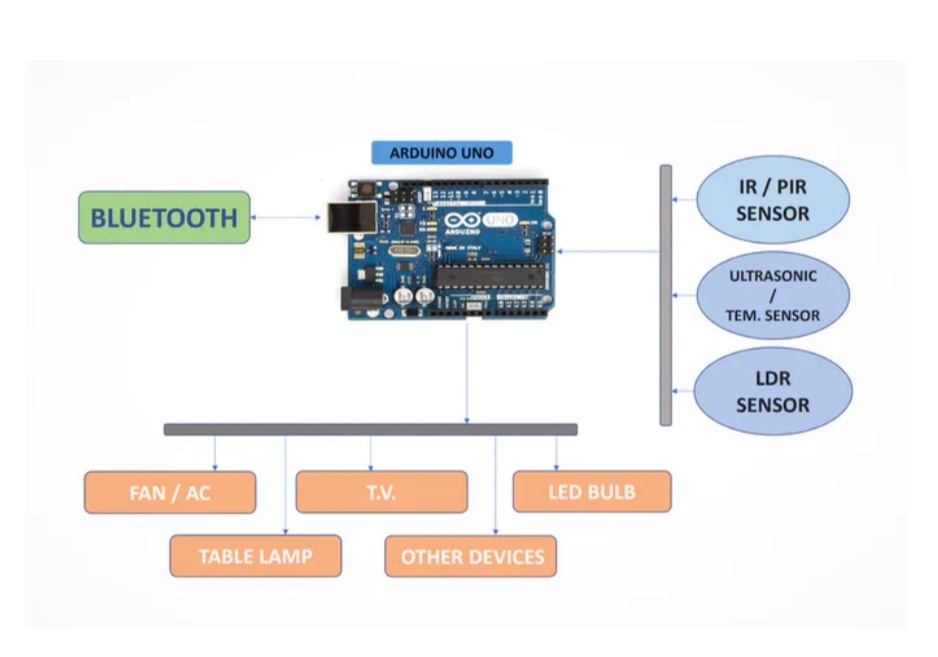 ARDUINO UNO
BLUETOOTH
UNO
ARDUINO
IR / PIR
SENSOR
ULTRASONIC
/
TEM. SENSOR
LDR
SENSOR
FAN / AC
T.V.
LED BULB
TABLE LAMP
OTHER DEVICES